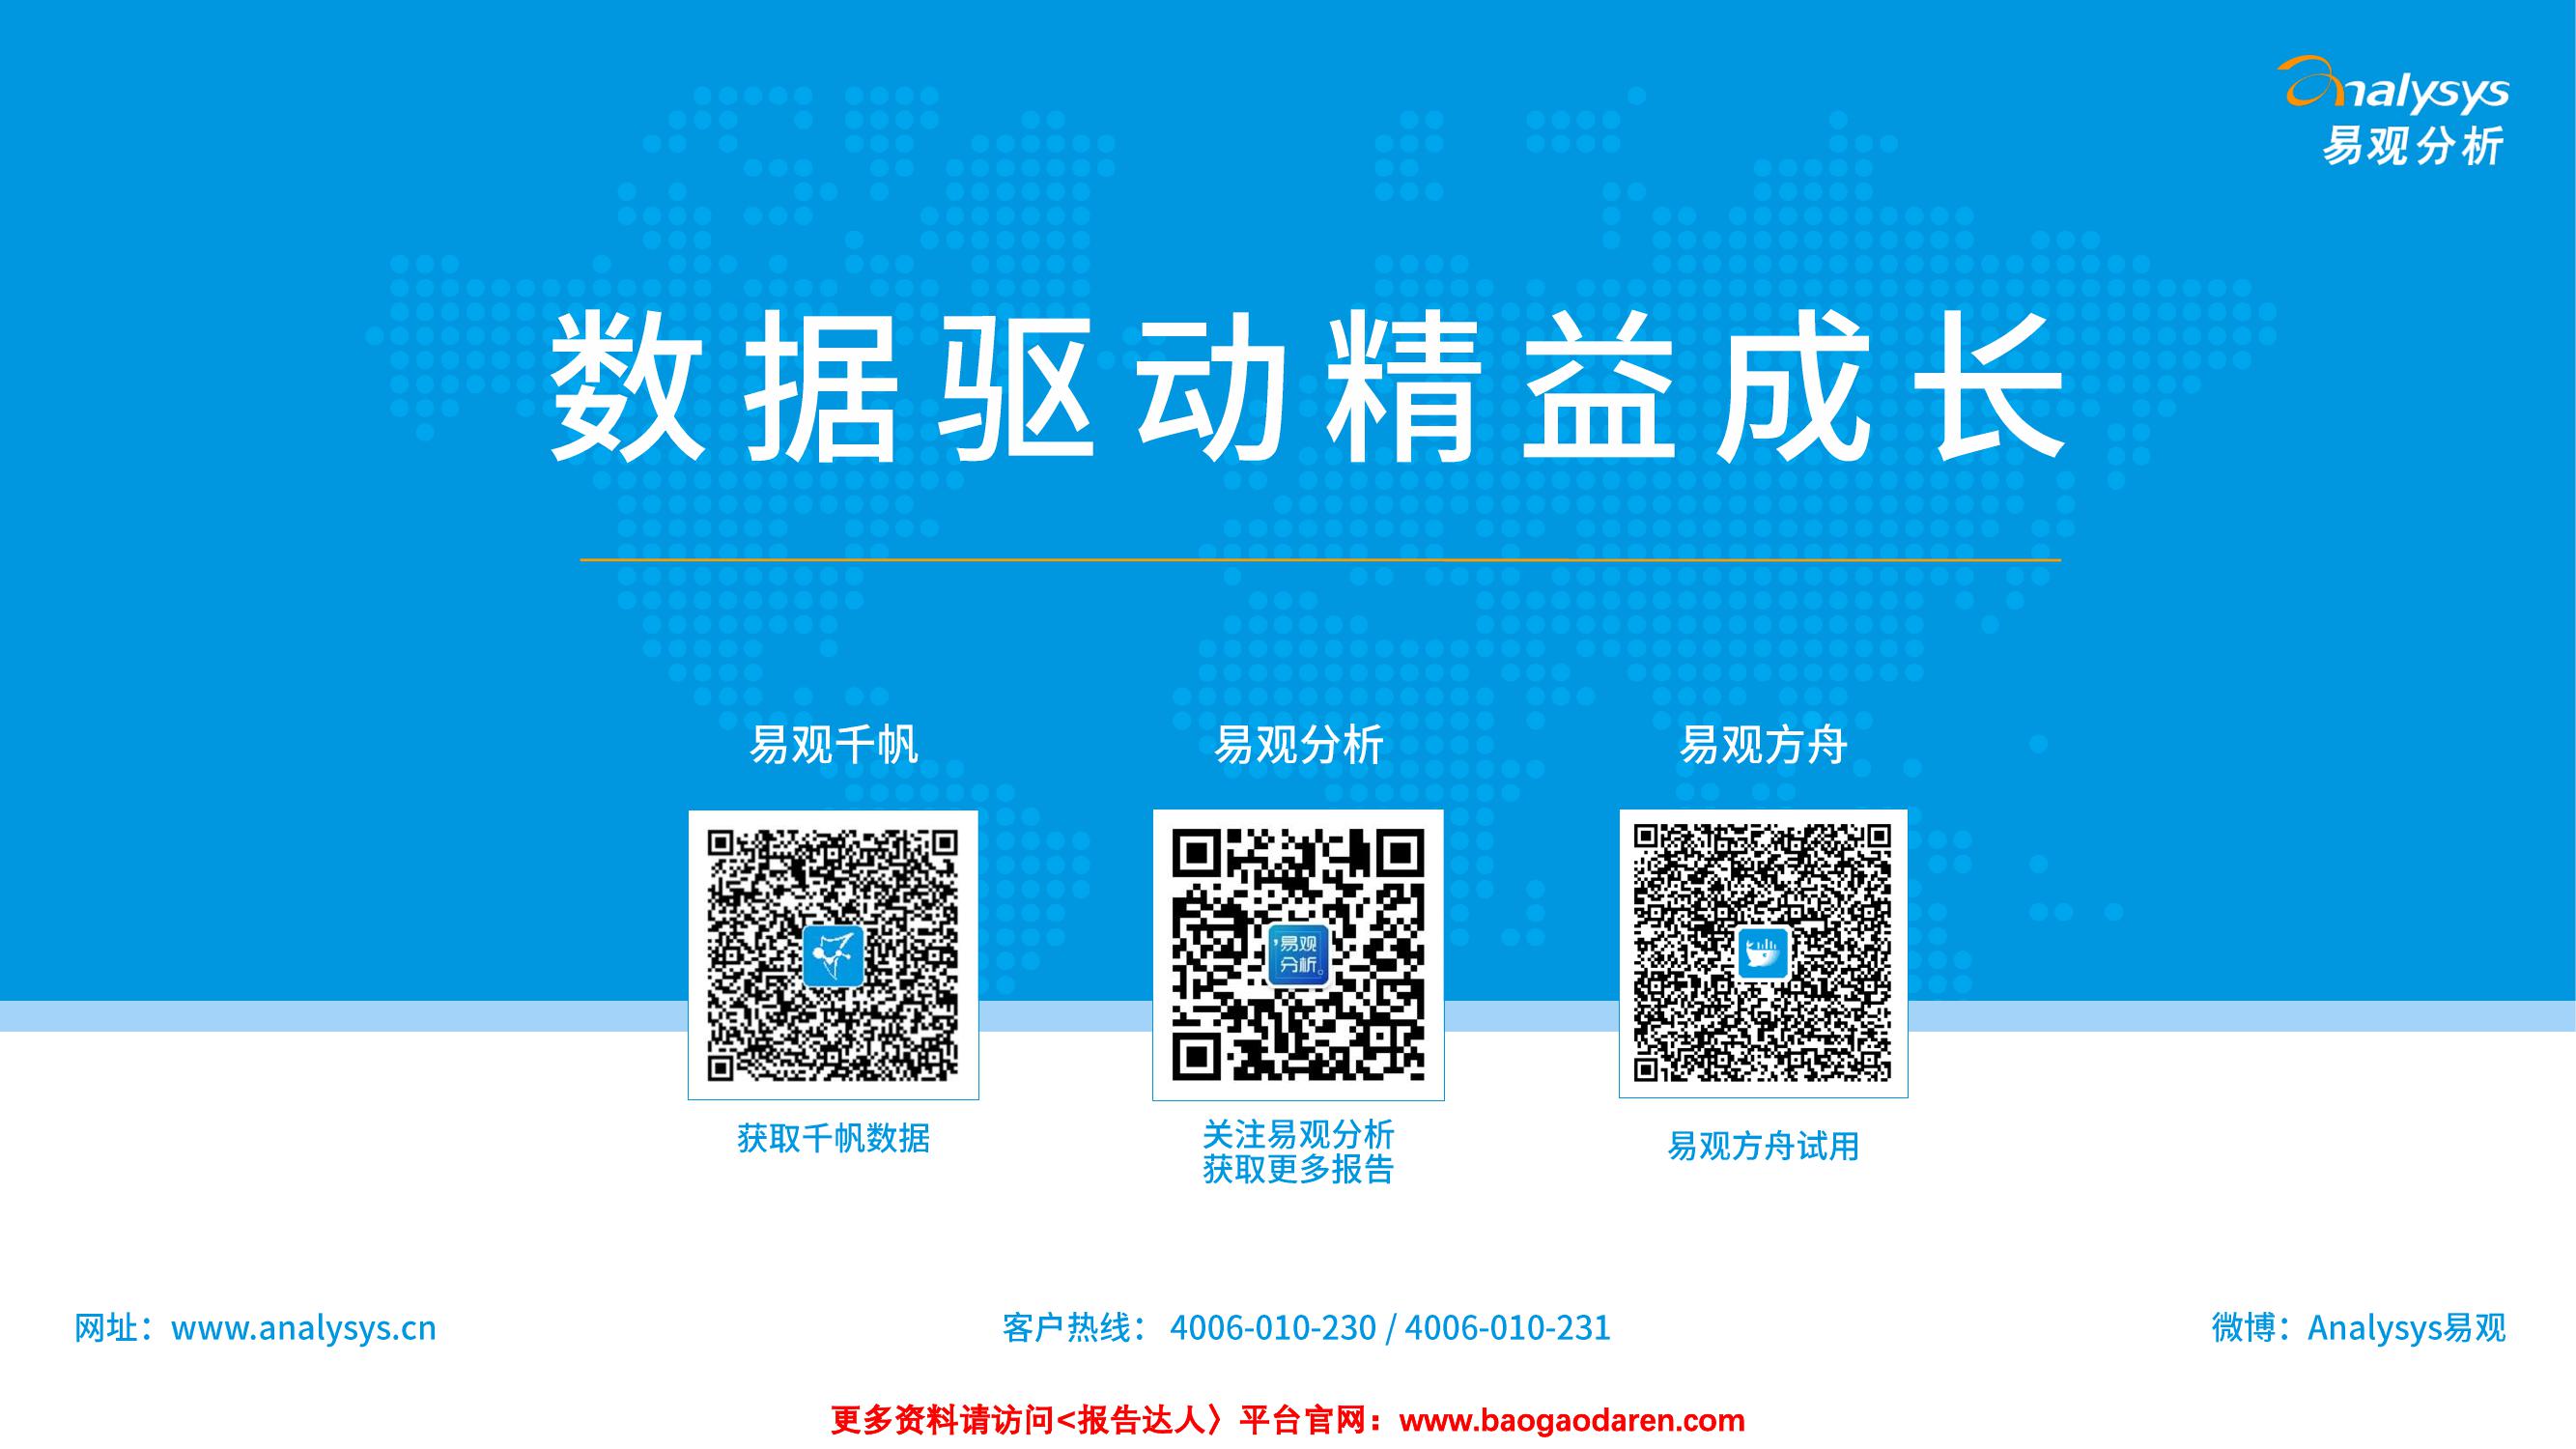 analysys
易观分析
数据驱动精益成长
易观千帆
易观分析
易观方舟
易观
分析
获取千帆数据
关注易观分析
获取更多报告
易观方舟试用
网址：www.analysys.cn
客户热线： 4006-010-230 / 4006-010-231
微博：Analysys易观
更多资料请访问<报告达人〉平台官网：www.baogaodaren.com